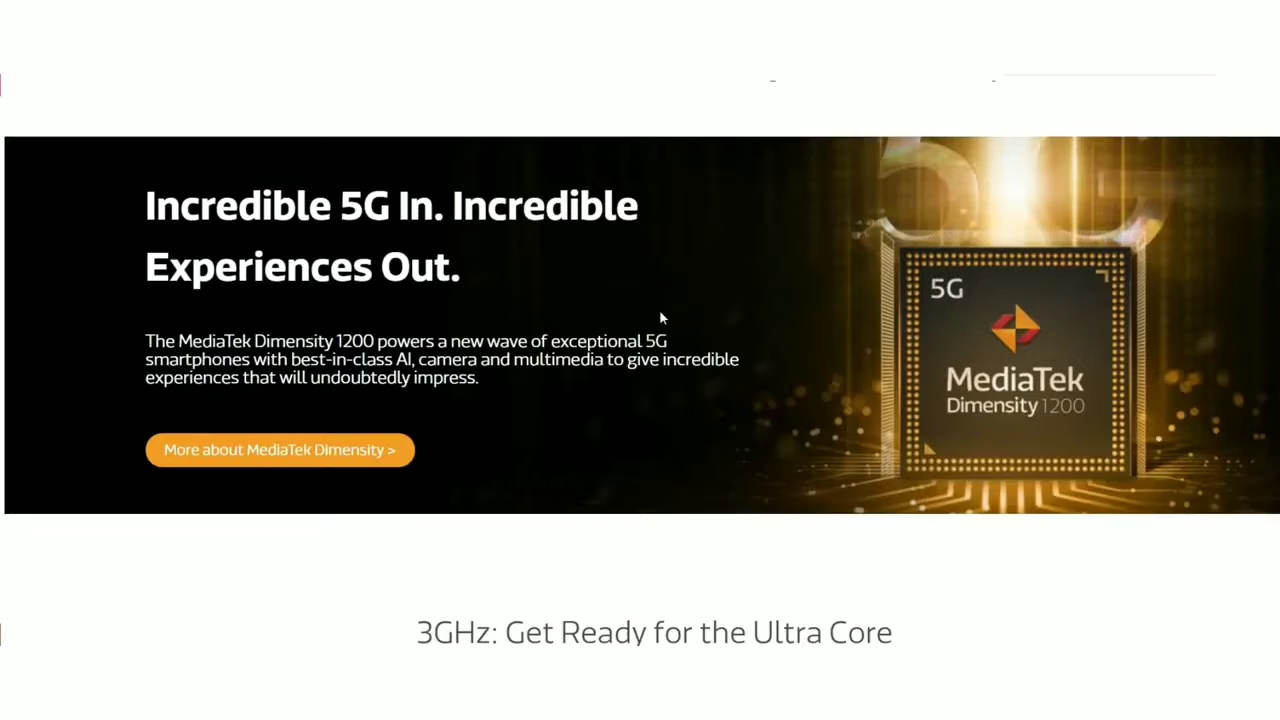 Incredible 5G In. Incredible
Experiences Out.
The MediaTek Dimensity 1200 powers a new wave of exceptional 5G
smartphones with best-in-class AI, camera and multimedia to give incredible
experiences that will undoubtedly impress.
More about MediaTek Dimensity >
5G
MediaTek
Dimensity 1200
3GHz: Get Ready for the Ultra Core